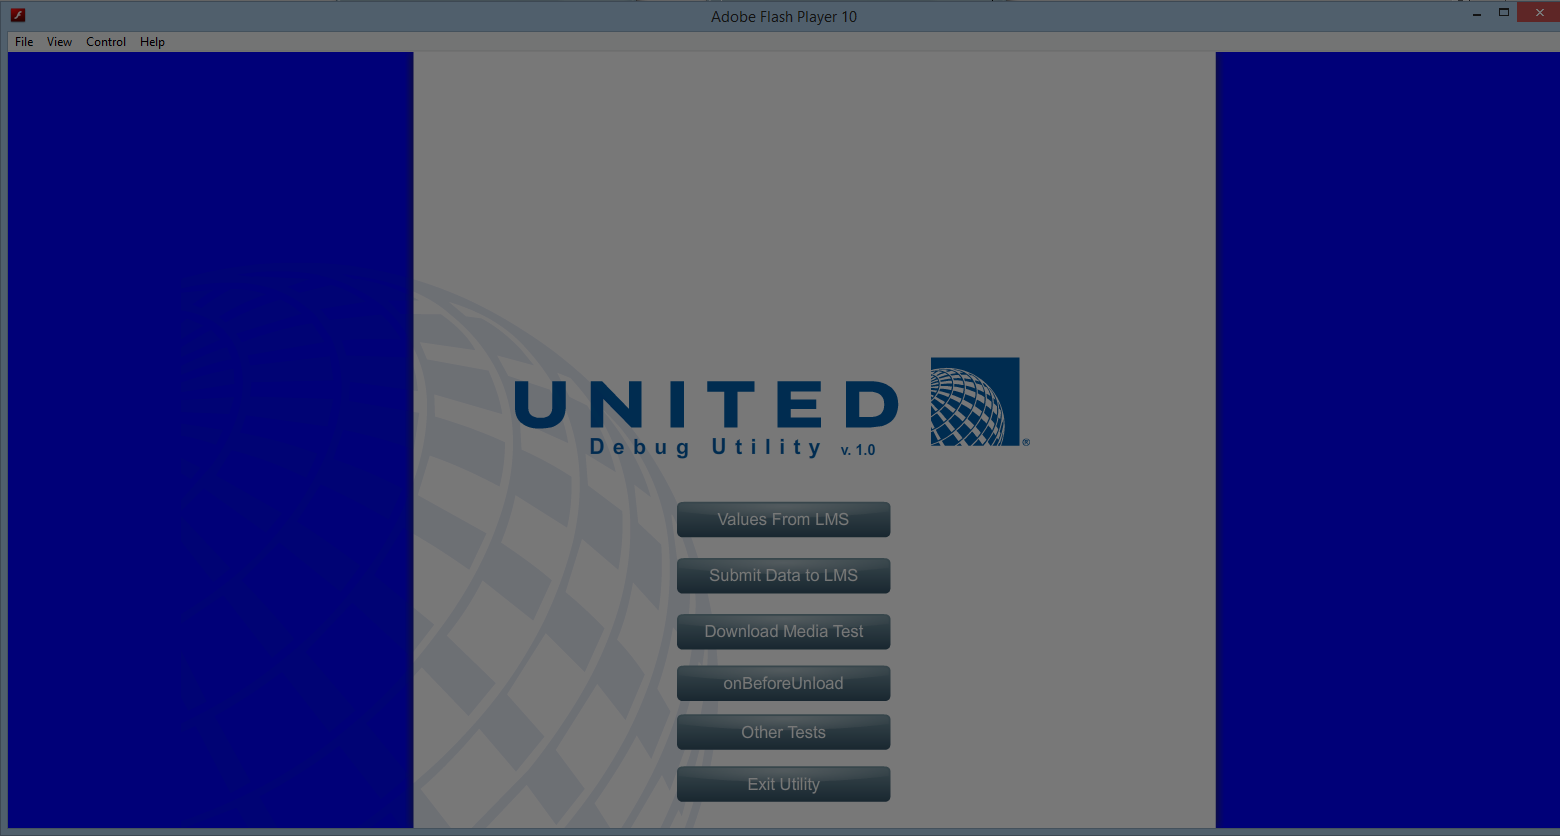 Adobe Flash Player 10
File View Control Help
UNITED
Debug Utility v. 1.0
®
Values From LMS
Submit Data to LMS
Download Media Test
onBeforeUnload
Other Tests
Exit Utility